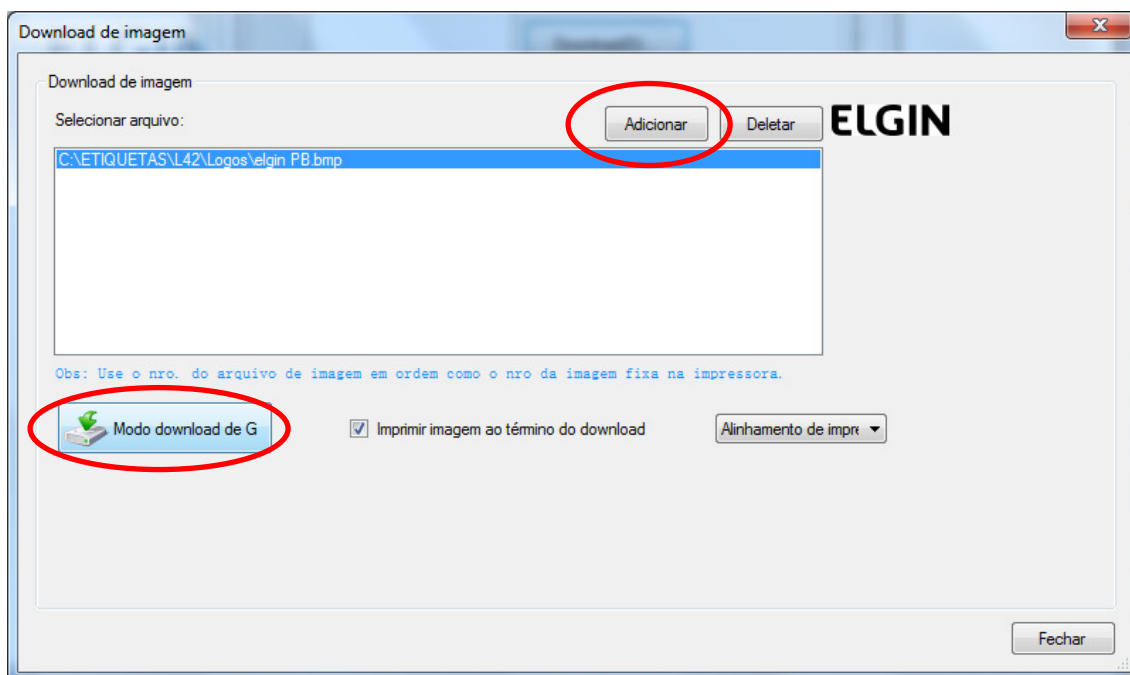 Download de imagem
Download de imagem
Selecionar arquivo:
Adicionar
Deletar
ELGIN
C:\ETIQUETAS\L42\Logos\elgin PB.bmp
Obs: Use o nro. do arquivo de imagem em ordem como o nro da imagem fixa na impressora.
Modo download de G
Imprimir imagem ao término do download
Alinhamento de impre
Fechar